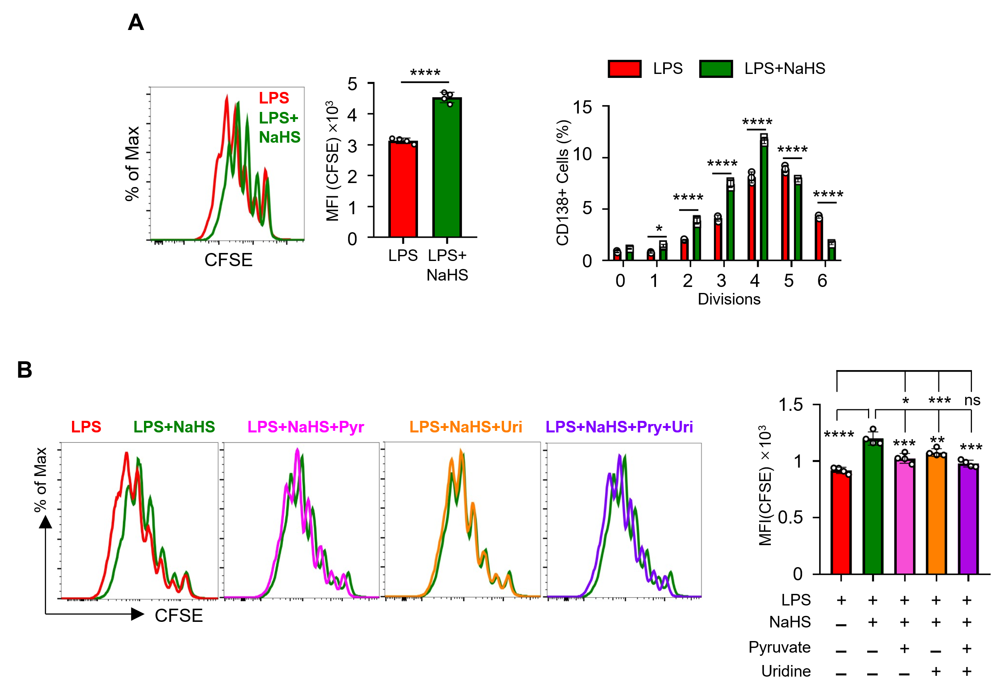 A
LPS
LPS+
NaHS
% of Max
CFSE
****
MFI (CFSE) ×10³
5
4
3
2
1
0
LPS
LPS+
NaHS
LPS
LPS+NaHS
CD138+ Cells (%)
15
10
5
0
*
****
****
****
****
****
0 1 2 3 4 5 6
Divisions
B
LPS
LPS+NaHS
LPS+NaHS+Pyr
LPS+NaHS+Uri
LPS+NaHS+Pry+Uri
% of Max
CFSE
MFI(CFSE) ×10³
1.5
1
0.5
0
* *** ns
**** *** ** ***
LPS + + + + +
NaHS – + + + +
Pyruvate – – + – +
Uridine – – – + +